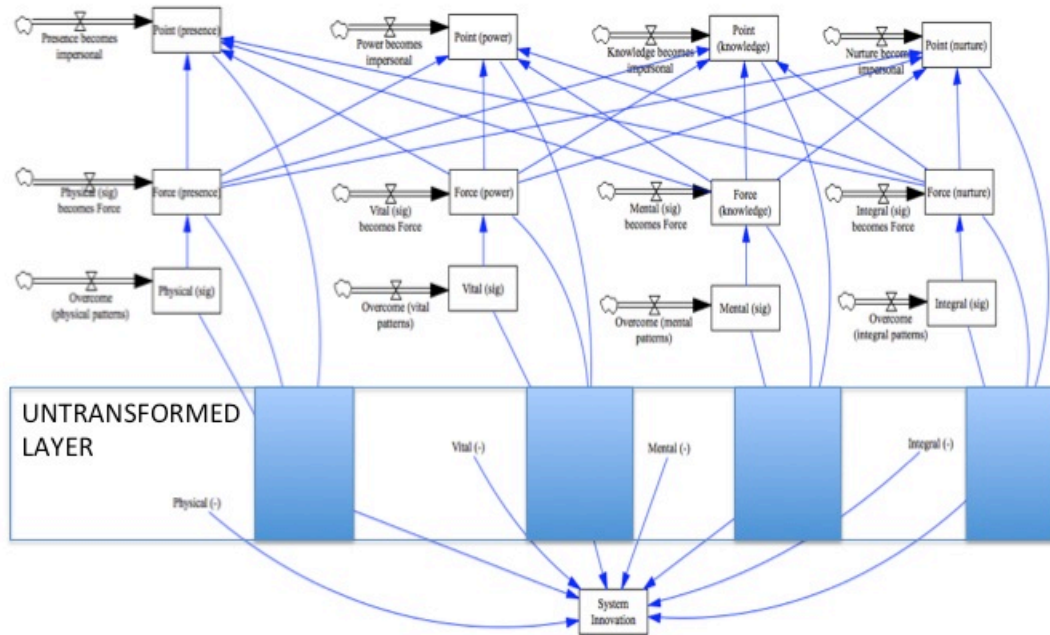 Presence becomes
impersonal
Point (presence)
Power becomes
impersonal
Point (power)
Knowledge becomes
impersonal
Point
(knowledge)
Nurture becomes
impersonal
Point (nurture)
Physical (sig)
becomes Force
Force (presence)
Vital (sig)
becomes Force
Force (power)
Mental (sig)
becomes Force
Force
(knowledge)
Integral (sig)
becomes Force
Force (nurture)
Overcome
(physical patterns)
Physical (sig)
Overcome (vital
patterns)
Vital (sig)
Overcome (mental
patterns)
Mental (sig)
Overcome
(integral patterns)
Integral (sig)
UNTRANSFORMED
LAYER
Physical (-)
Vital (-)
Mental (-)
Integral (-)
System
Innovation